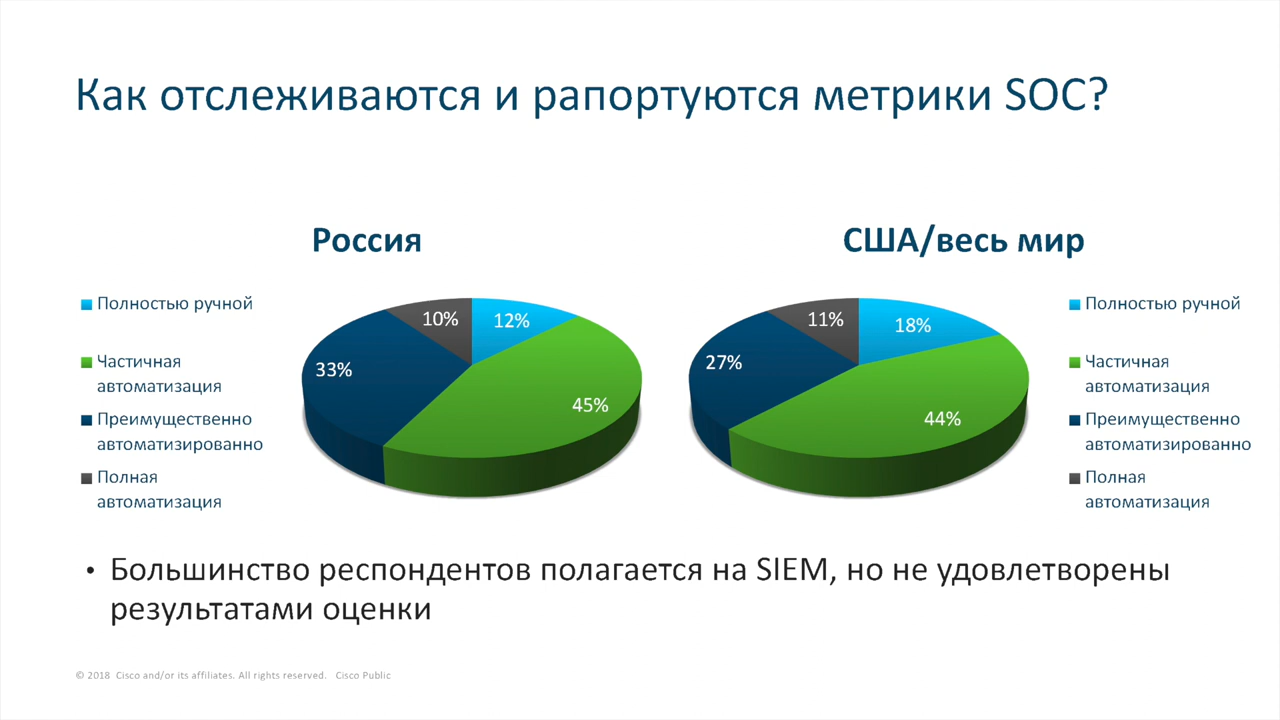 Как отслеживаются и рапортуются метрики SOC?
Россия
Полностью ручной
Частичная
автоматизация
Преимущественно
автоматизированно
Полная
автоматизация
10%
12%
33%
45%
США/весь мир
11%
18%
27%
44%
Полностью ручной
Частичная
автоматизация
Преимущественно
автоматизированно
Полная
автоматизация
• Большинство респондентов полагается на SIEM, но не удовлетворены
результатами оценки
© 2018 Cisco and/or its affiliates. All rights reserved. Cisco Public